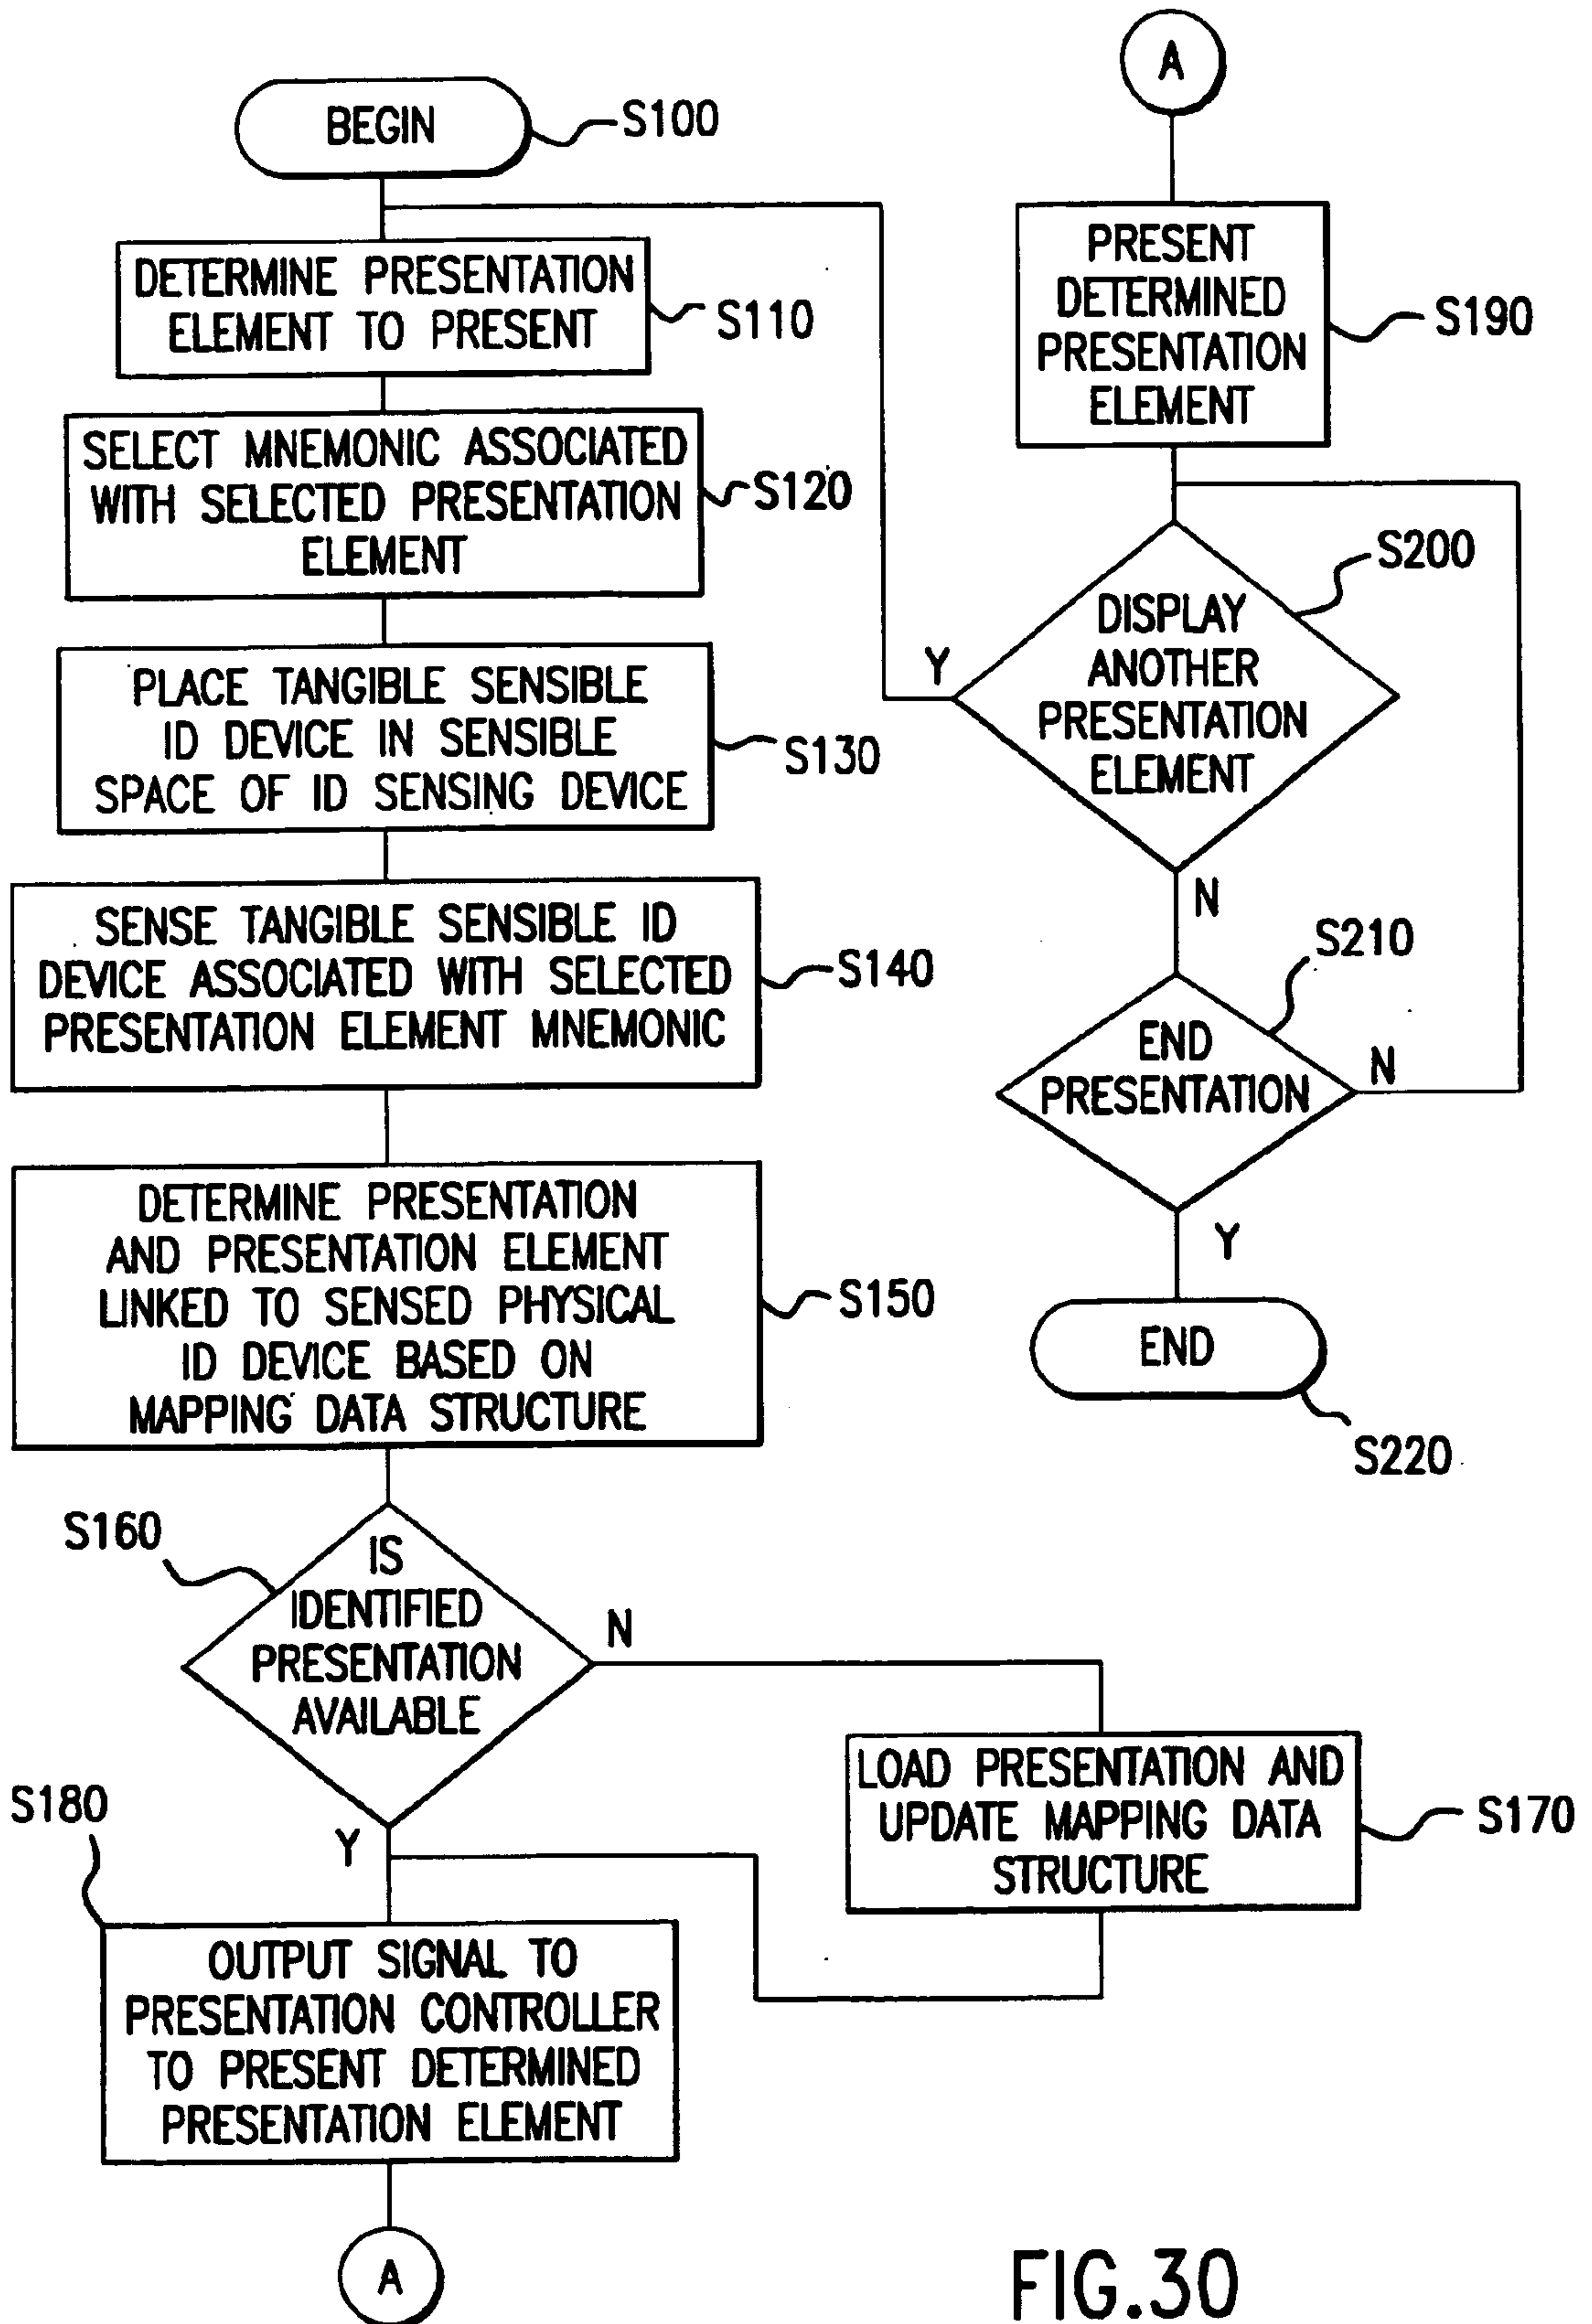 BEGIN
S100
DETERMINE PRESENTATION
ELEMENT TO PRESENT
S110
SELECT MNEMONIC ASSOCIATED
WITH SELECTED PRESENTATION
ELEMENT
S120
PLACE TANGIBLE SENSIBLE
ID DEVICE IN SENSIBLE
SPACE OF ID SENSING DEVICE
S130
SENSE TANGIBLE SENSIBLE ID
DEVICE ASSOCIATED WITH SELECTED
PRESENTATION ELEMENT MNEMONIC
S140
DETERMINE PRESENTATION
AND PRESENTATION ELEMENT
LINKED TO SENSED PHYSICAL
ID DEVICE BASED ON
MAPPING DATA STRUCTURE
S150
S160
IS
IDENTIFIED
PRESENTATION
AVAILABLE
N
Y
LOAD PRESENTATION AND
UPDATE MAPPING DATA
STRUCTURE
S170
S180
OUTPUT SIGNAL TO
PRESENTATION CONTROLLER
TO PRESENT DETERMINED
PRESENTATION ELEMENT
A
A
PRESENT
DETERMINED
PRESENTATION
ELEMENT
S190
S200
DISPLAY
ANOTHER
PRESENTATION
ELEMENT
Y
N
S210
END
PRESENTATION
N
Y
END
S220
FIG.30